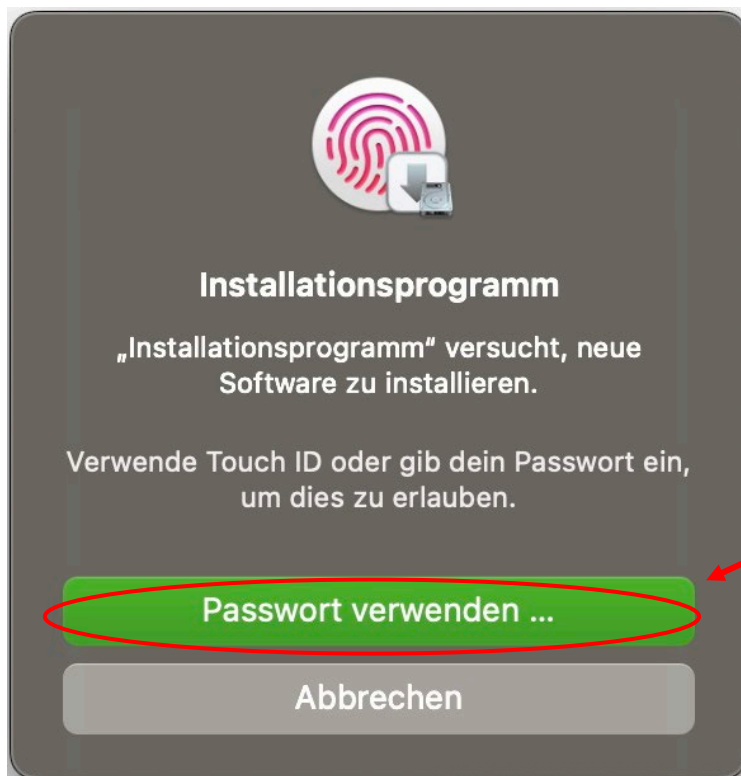 Installationsprogramm
„Installationsprogramm“ versucht, neue
Software zu installieren.
Verwende Touch ID oder gib dein Passwort ein,
um dies zu erlauben.
Passwort verwenden ...
Abbrechen